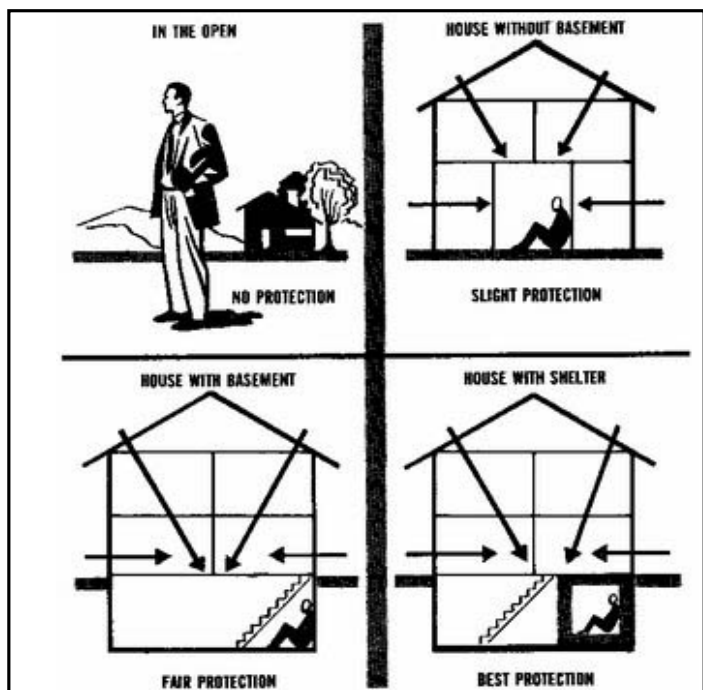 IN THE OPEN
NO PROTECTION
HOUSE WITHOUT BASEMENT
SLIGHT PROTECTION
HOUSE WITH BASEMENT
FAIR PROTECTION
HOUSE WITH SHELTER
BEST PROTECTION